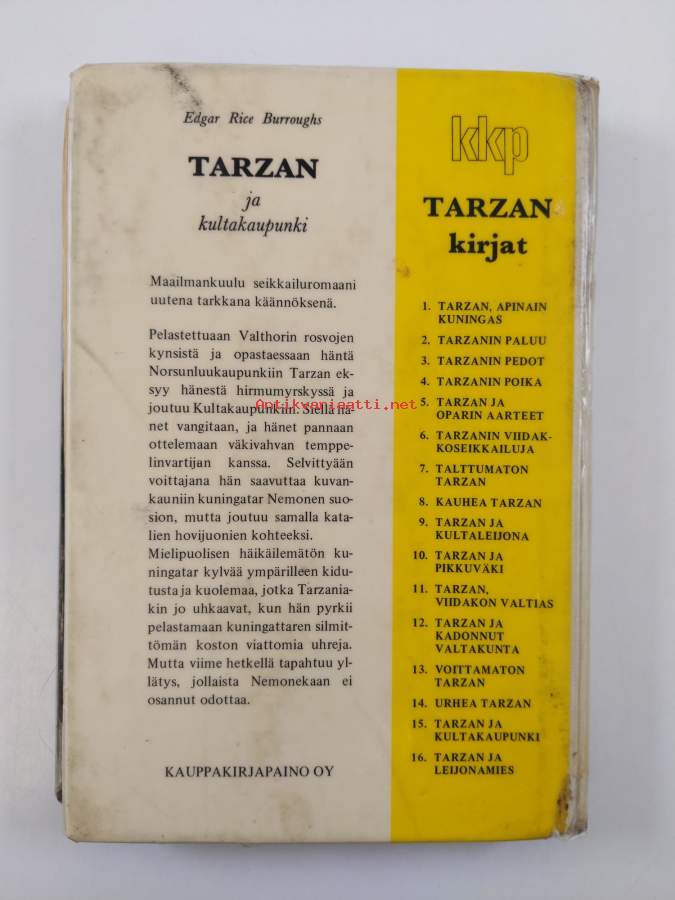 Edgar Rice Burroughs
TARZAN
ja
kultakaupunki
Maailmankuulu seikkailuromaani
uutena tarkkana käännöksenä.
Pelastettuaan Valthorin rosvojen
kynsistä ja opastaessaan häntä
Norsunluukaupunkiin Tarzan ek-
syy hänestä hirmumyrskyssä ja
joutuu Kultakaupunkiin. Siellä hä-
net vangitaan, ja hänet pannaan
ottelemaan väkivahvan temppe-
linvartijan kanssa. Selvittyään
voittajana hän saavuttaa kuvan-
kauniin kuningatar Nemonen suo-
sion, mutta joutuu samalla kata-
lien hovijuonien kohteeksi.
Mielipuolisen häikäilemätön ku-
ningatar kylvää ympärilleen kidu-
tusta ja kuolemaa, jotka Tarzania-
kin jo uhkaavat, kun hän pyrkii
pelastamaan kuningattaren silmit-
tömän koston viattomia uhreja.
Mutta viime hetkellä tapahtuu yl-
lätys, jollaista Nemonekaan ei
osannut odottaa.
KAUPPAKIRJAPAINO OY
kkp
TARZAN
kirjat
1. TARZAN, APINAIN
KUNINGAS
2. TARZANIN PALUU
3. TARZANIN PEDOT
4. TARZANIN POIKA
5. TARZAN JA
OPARIN AARTEET
6. TARZANIN VIIDAK-
KOSEIKKAILUJA
7. TALTTUMATON
TARZAN
8. KAUHEA TARZAN
9. TARZAN JA
KULTALEIJONA
10. TARZAN JA
PIKKUVÄKI
11. TARZAN,
VIIDAKON VALTIAS
12. TARZAN JA
KADONNUT
VALTAKUNTA
13. VOITTAMATON
TARZAN
14. URHEA TARZAN
15. TARZAN JA
KULTAKAUPUNKI
16. TARZAN JA
LEIJONAMIES
Antikvariaatti.net